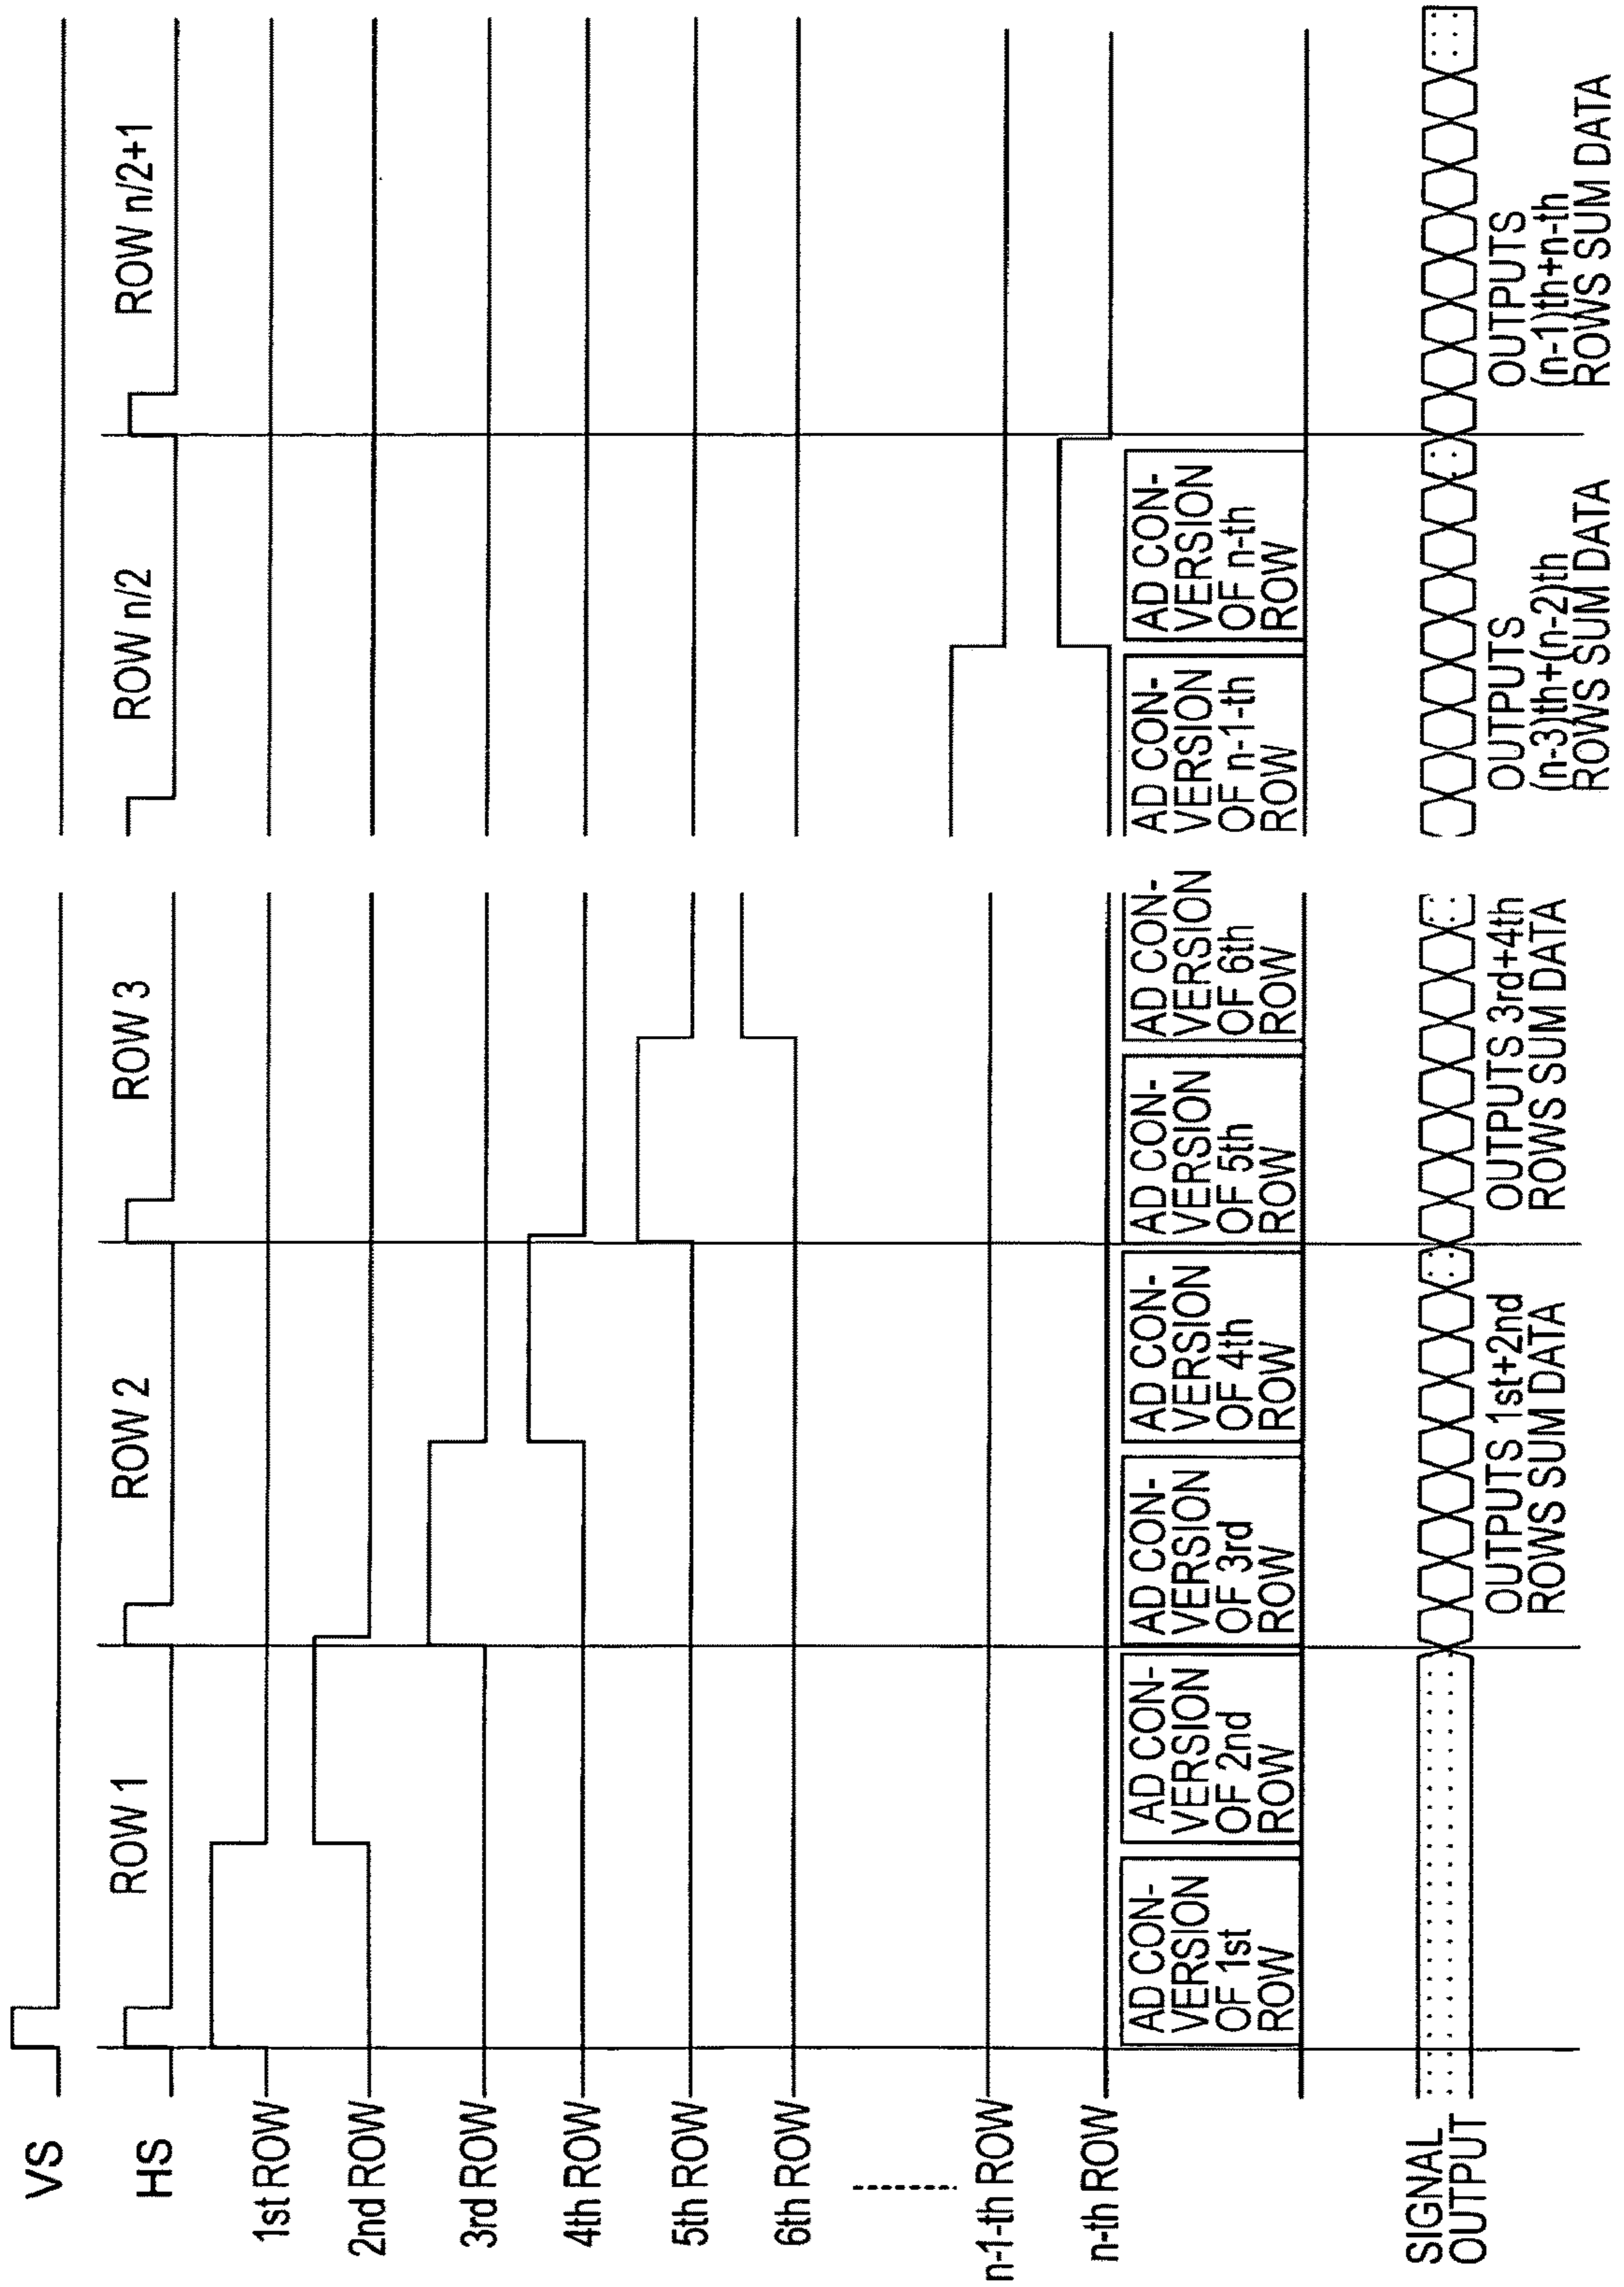 VS
HS
ROW 1
ROW 2
ROW 3
ROW n/2
ROW n/2+1
1st ROW
2nd ROW
3rd ROW
4th ROW
5th ROW
6th ROW
n-1-th ROW
n-th ROW
AD CON-
VERSION
OF 1st
ROW
AD CON-
VERSION
OF 2nd
ROW
AD CON-
VERSION
OF 3rd
ROW
AD CON-
VERSION
OF 4th
ROW
AD CON-
VERSION
OF 5th
ROW
AD CON-
VERSION
OF 6th
ROW
AD CON-
VERSION
OF n-1-th
ROW
AD CON-
VERSION
OF n-th
ROW
SIGNAL
OUTPUT
OUTPUTS 1st+2nd
ROWS SUM DATA
OUTPUTS 3rd+4th
ROWS SUM DATA
OUTPUTS
(n-3)th+(n-2)th
ROWS SUM DATA
OUTPUTS
(n-1)th+n-th
ROWS SUM DATA